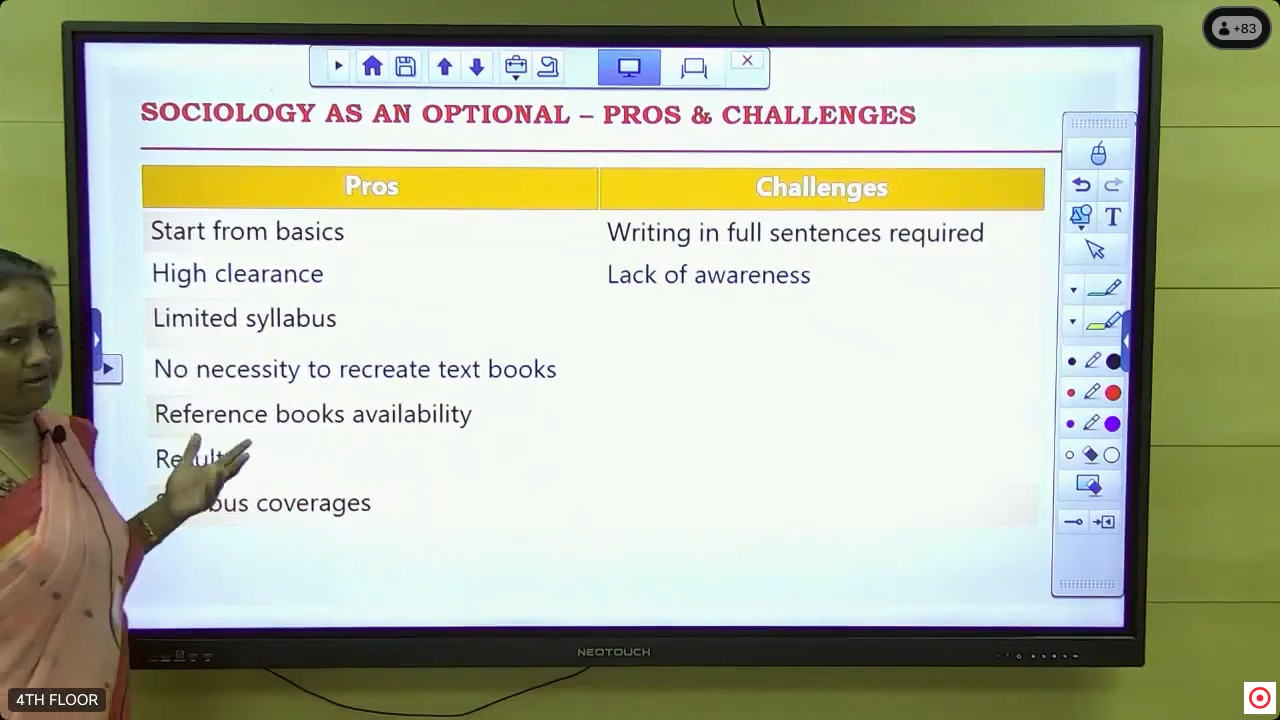 +83
SOCIOLOGY AS AN OPTIONAL – PROS & CHALLENGES
Pros
Challenges
Start from basics
Writing in full sentences required
High clearance
Lack of awareness
Limited syllabus
No necessity to recreate text books
Reference books availability
coverages
T
NEOTOUCH
4TH FLOOR